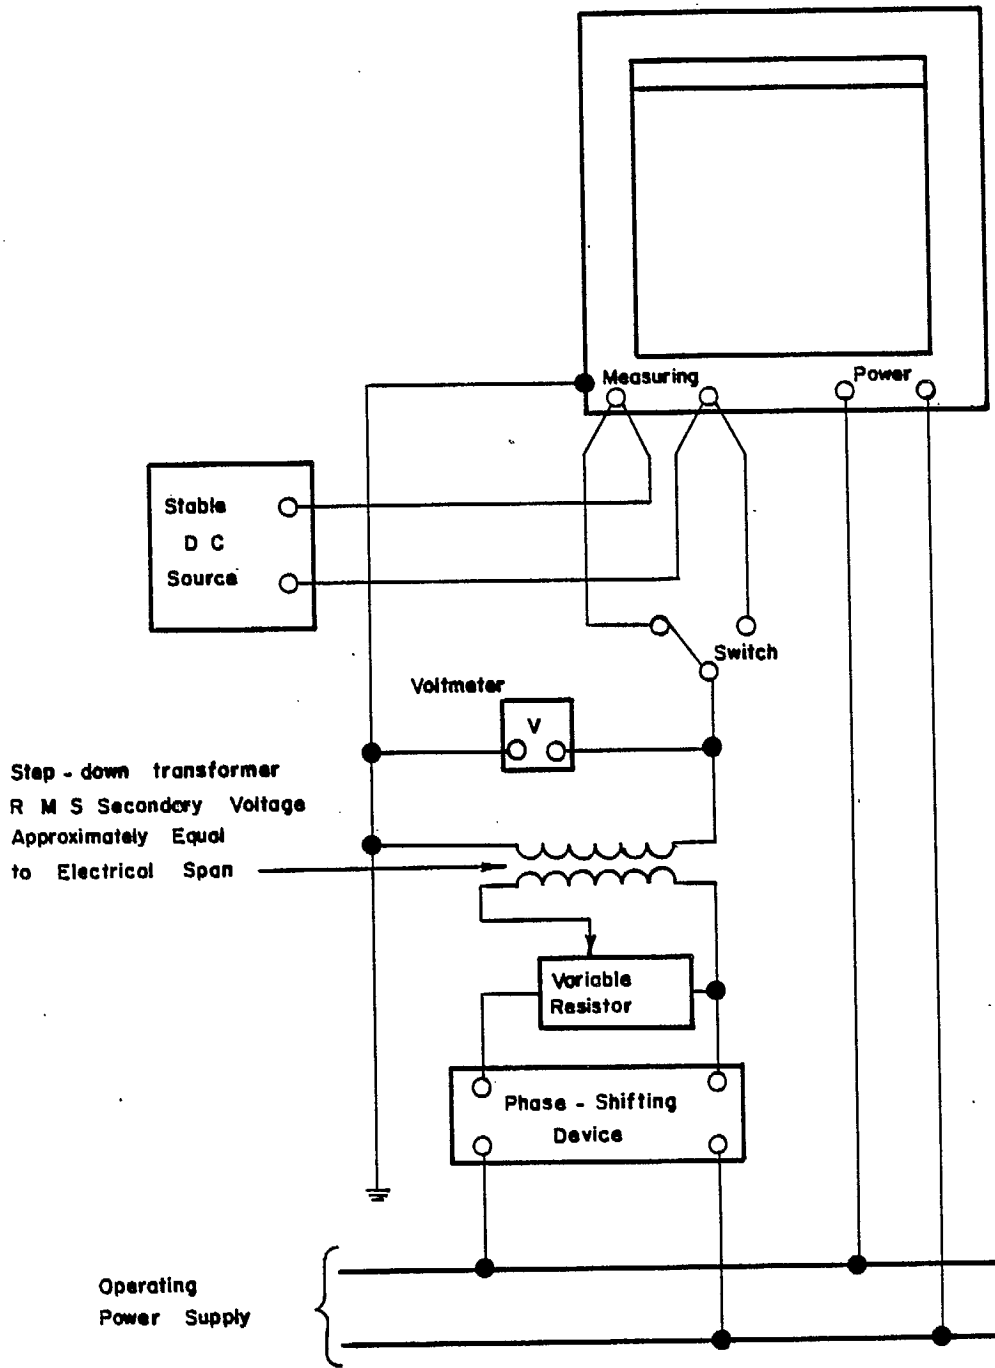 Measuring
Power
Stable
D C
Source
Switch
Voltmeter
V
Step - down transformer
R M S Secondary Voltage
Approximately Equal
to Electrical Span
Variable
Resistor
Phase - Shifting
Device
Operating
Power Supply